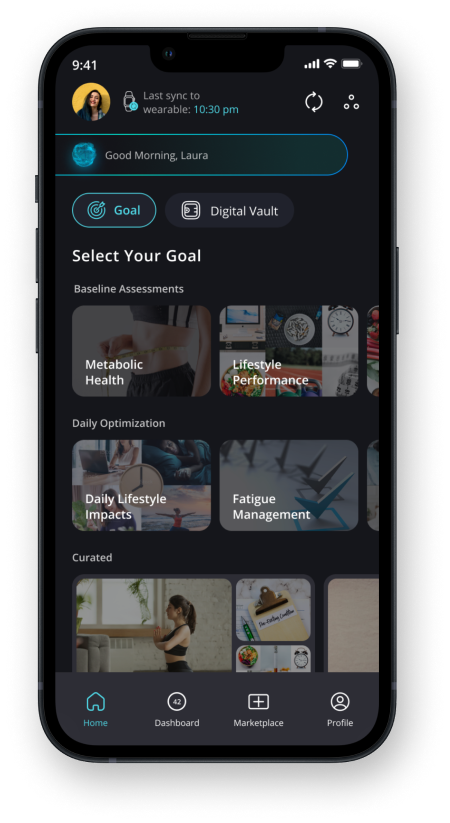 9:41
Last sync to
wearable: 10:30 pm
Good Morning, Laura
Goal
Digital Vault
Select Your Goal
Baseline Assessments
Metabolic
Health
Lifestyle
Performance
Daily Optimization
Daily Lifestyle
Impacts
Fatigue
Management
Curated
42
Home
Dashboard
Marketplace
Profile